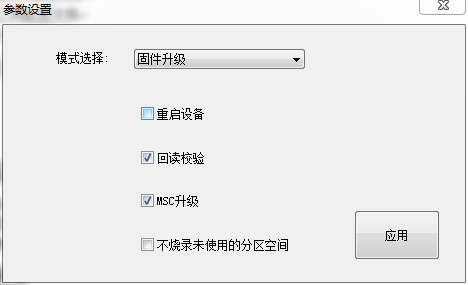 参数设置
模式选择:
固件升级
重启设备
回读校验
MSC升级
不烧录未使用的分区空间
应用